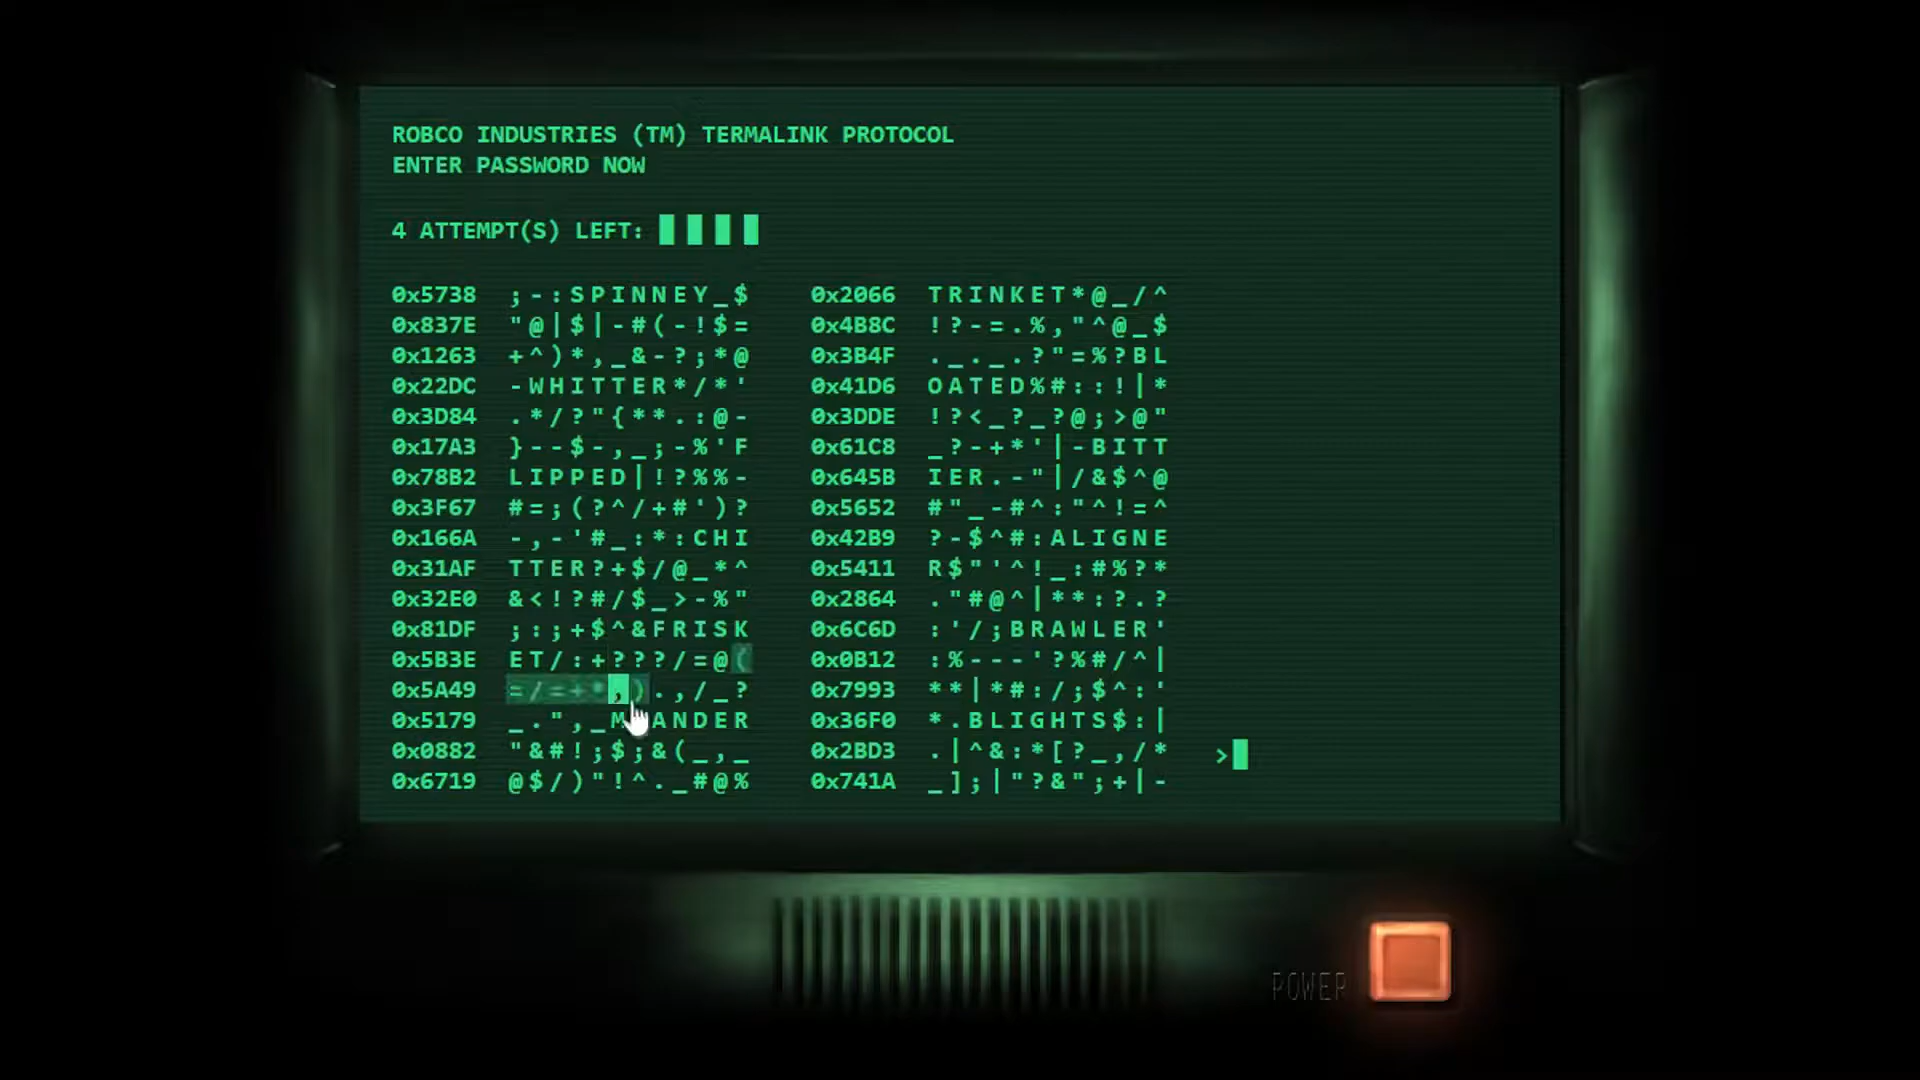 ROBCO INDUSTRIES (TM) TERMALINK PROTOCOL
ENTER PASSWORD NOW
4 ATTEMPT(S) LEFT: █ █ █ █
0x5738 ;-:SPINNEY_$ 0x2066 TRINKET*@_/^
0x837E "@|$|-#(-!$= 0x4B8C !?-=.%,"^@_$
0x1263 +^)*,_&-?;*@ 0x3B4F ._._.?"=%?BL
0x22DC -WHITTER*/*' 0x41D6 OATED%#::!|*
0x3D84 .*/?"{**.:@- 0x3DDE !?<_?_?@;>@"
0x17A3 }--$-,_;-%'F 0x61C8 _?-+*'|-BITT
0x78B2 LIPPED|!?%%- 0x645B IER.-"|/&$^@
0x3F67 #=;(?^/+#')? 0x5652 #"_-#^:"^!=^
0x166A -,-'#_:*:CHI 0x42B9 ?-$^#:ALIGNE
0x31AF TTER?+$/@_*^ 0x5411 R$"'^!_:#%?*
0x32E0 &<!?#/$_>-%" 0x2864 ."#@^|**:?.?
0x81DF ;:;+$^&FRISK 0x6C6D :'/;BRAWLER'
0x5B3E ET/:+???/=@( 0x0B12 :%---'?%#/^|
0x5A49 =/=+*,).,/_? 0x7993 **|*#:/;$^:'
0x5179 _.",_MEANDER 0x36F0 *.BLIGHTS$:|
0x0882 "&#!;$;&(_,_ 0x2BD3 .|^&:*[?_,/* >█
0x6719 @$/)"!^._#@% 0x741A _];|"?&";+|-
POWER